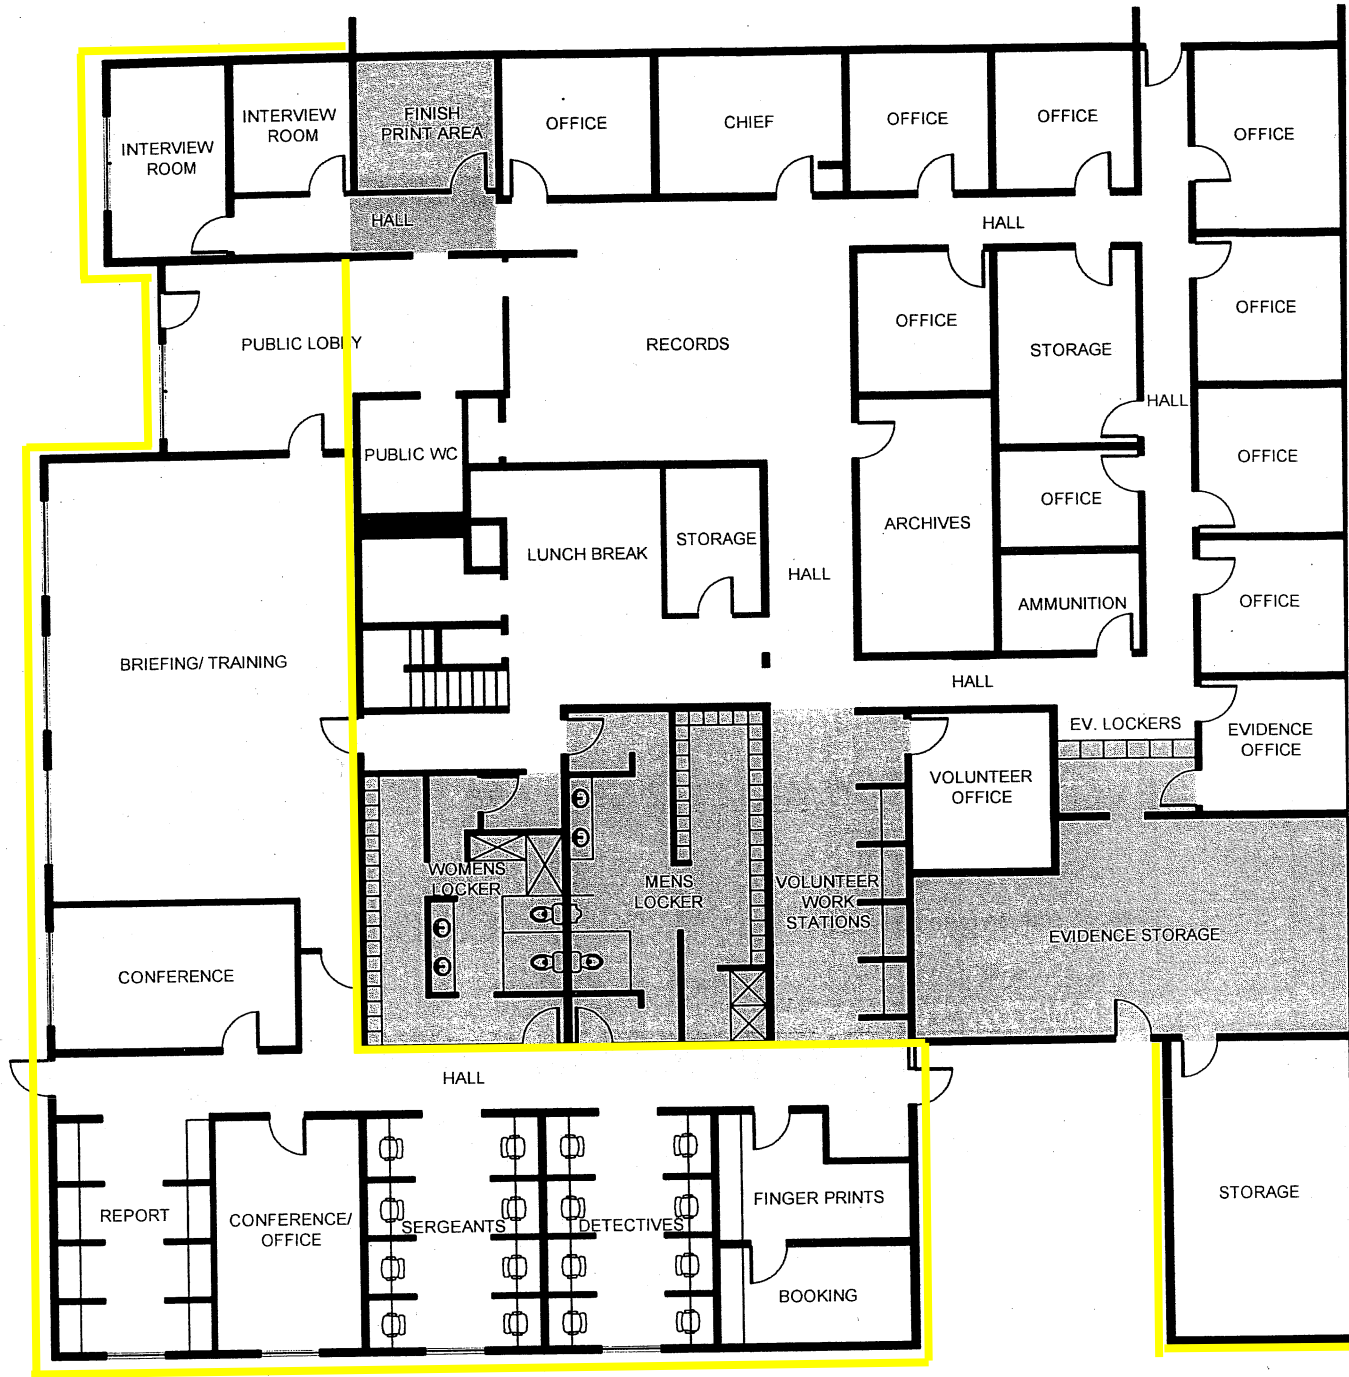 INTERVIEW
ROOM
INTERVIEW
ROOM
FINISH
PRINT AREA
OFFICE
CHIEF
OFFICE
OFFICE
OFFICE
HALL
HALL
PUBLIC LOBBY
RECORDS
OFFICE
STORAGE
OFFICE
HALL
PUBLIC WC
OFFICE
LUNCH BREAK
STORAGE
HALL
ARCHIVES
OFFICE
AMMUNITION
OFFICE
BRIEFING/ TRAINING
HALL
EV. LOCKERS
EVIDENCE
OFFICE
VOLUNTEER
OFFICE
WOMENS
LOCKER
MENS
LOCKER
VOLUNTEER
WORK
STATIONS
EVIDENCE STORAGE
CONFERENCE
HALL
REPORT
CONFERENCE/
OFFICE
SERGEANTS
DETECTIVES
FINGER PRINTS
BOOKING
STORAGE